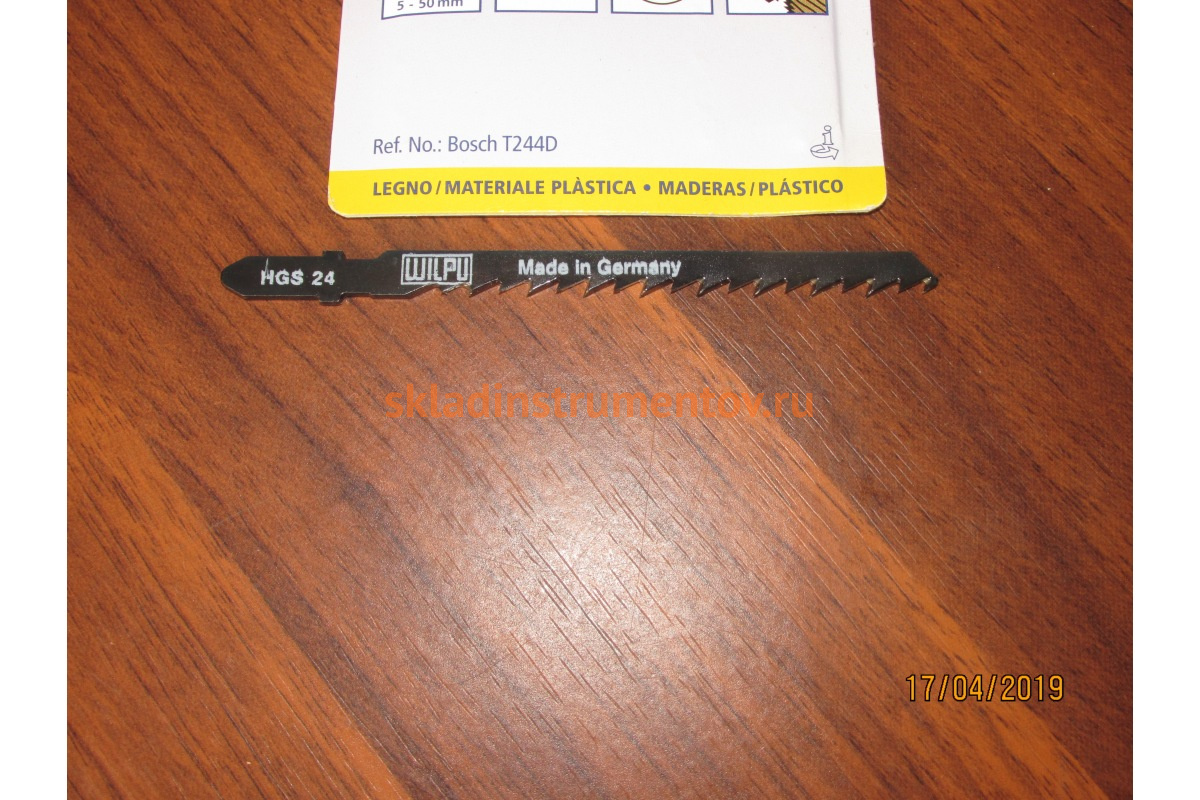 5 - 50 mm
Ref. No.: Bosch T244D
LEGNO/MATERIALE PLÀSTICA • MADERAS/PLÁSTICO
HGS 24 WILPU Made in Germany
skladinstrumentov.ru
17/04/2019